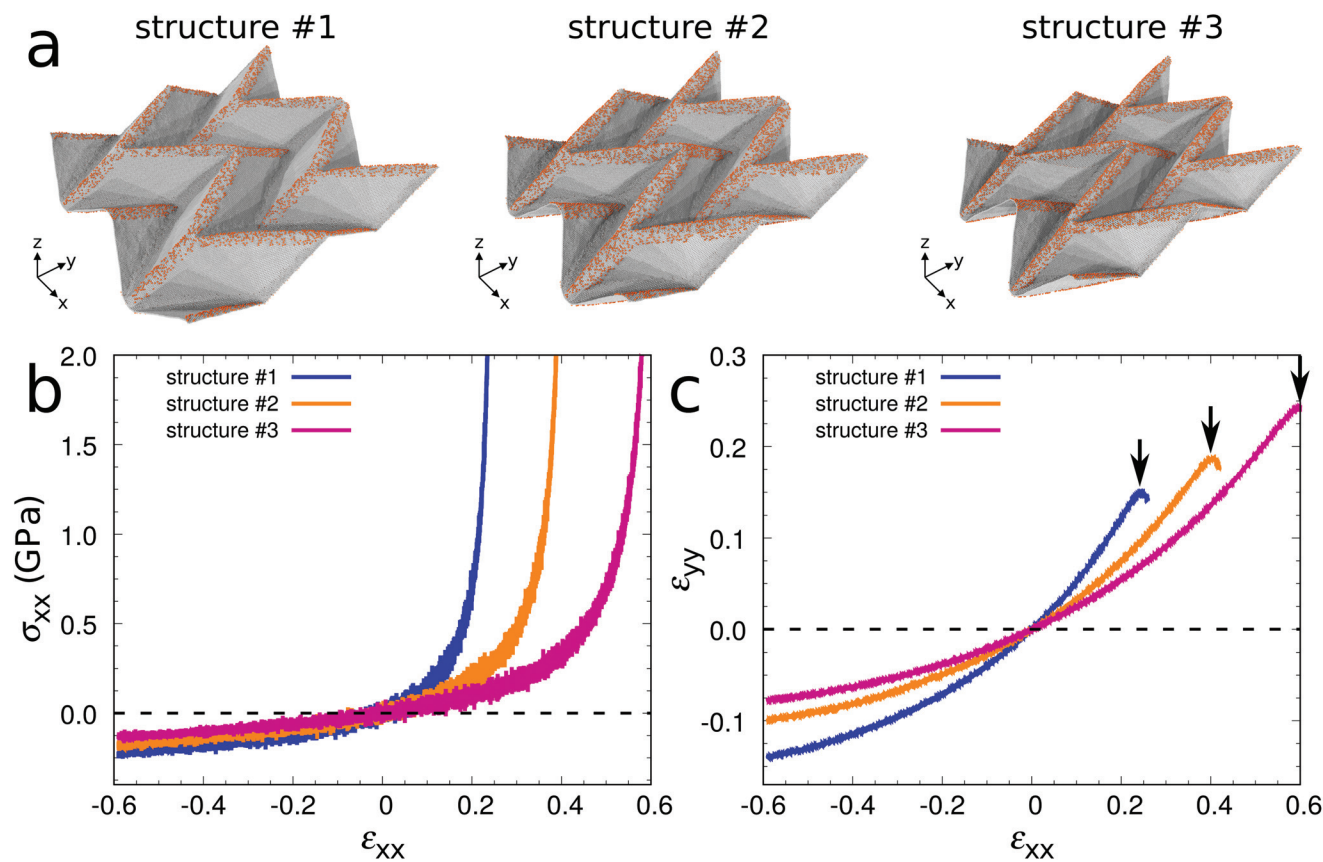 a
structure #1
structure #2
structure #3
z
y
x
z
y
x
z
y
x
b
2.0
1.5
1.0
0.5
0.0
σxx (GPa)
structure #1
structure #2
structure #3
-0.6 -0.4 -0.2 0 0.2 0.4 0.6
εxx
c
0.3
0.2
0.1
0.0
-0.1
εyy
structure #1
structure #2
structure #3
-0.6 -0.4 -0.2 0 0.2 0.4 0.6
εxx